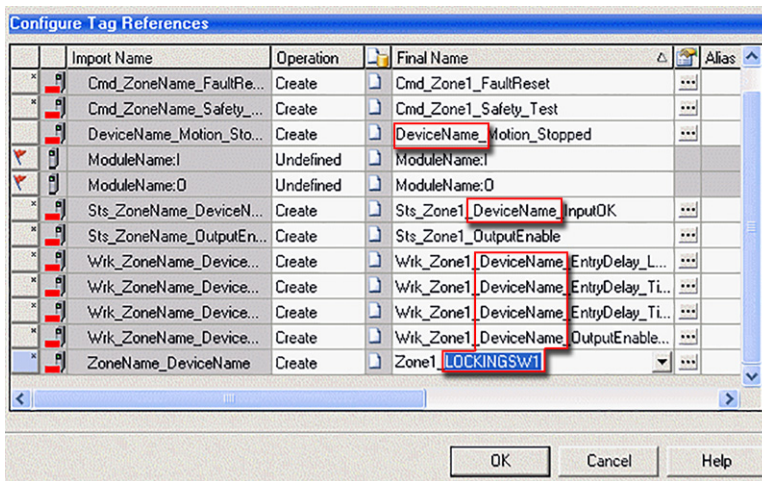 Configure Tag References
Import Name Operation Final Name Alias
Cmd_ZoneName_FaultRe... Create Cmd_Zone1_FaultReset ...
Cmd_ZoneName_Safety_... Create Cmd_Zone1_Safety_Test ...
DeviceName_Motion_Sto... Create DeviceName_Motion_Stopped ...
ModuleName:I Undefined ModuleName:I
ModuleName:O Undefined ModuleName:O
Sts_ZoneName_DeviceN... Create Sts_Zone1_DeviceName_InputOK ...
Sts_ZoneName_OutputEn... Create Sts_Zone1_OutputEnable ...
Wrk_ZoneName_Device... Create Wrk_Zone1_DeviceName_EntryDelay_L... ...
Wrk_ZoneName_Device... Create Wrk_Zone1_DeviceName_EntryDelay_Ti... ...
Wrk_ZoneName_Device... Create Wrk_Zone1_DeviceName_EntryDelay_Ti... ...
Wrk_ZoneName_Device... Create Wrk_Zone1_DeviceName_OutputEnable... ...
ZoneName_DeviceName Create Zone1_LOCKINGSW1 ...
OK Cancel Help